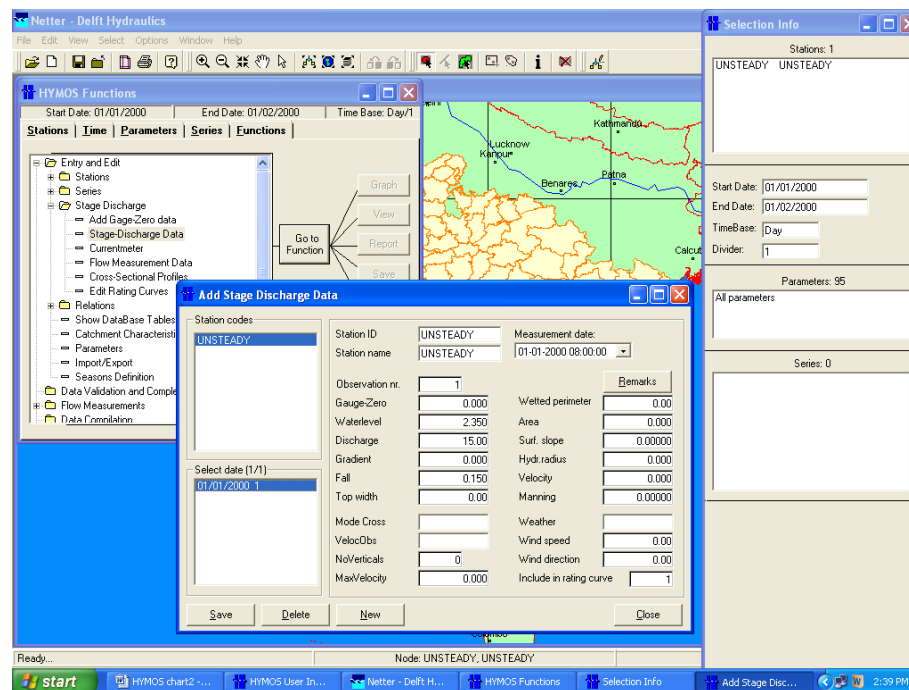 Netter - Delft Hydraulics
File Edit View Select Options Window Help
HYMOS Functions
Start Date: 01/01/2000 End Date: 01/02/2000 Time Base: Day/1
Stations Time Parameters Series Functions
Entry and Edit
Stations
Series
Stage Discharge
Add Gage-Zero data
Stage-Discharge Data
Currentmeter
Flow Measurement Data
Cross-Sectional Profiles
Edit Rating Curves
Relations
Show DataBase Tables
Catchment Characteristi
Parameters
Import/Export
Seasons Definition
Data Validation and Comple
Flow Measurements
Data Compilation
Go to
Function
Graph
View
Report
Save
Kathmandu
Lucknow
Kanpur
Benares
Patna
Calcut
Selection Info
Stations: 1
UNSTEADY UNSTEADY
Start Date: 01/01/2000
End Date: 01/02/2000
TimeBase: Day
Divider: 1
Parameters: 95
All parameters
Series: 0
Add Stage Discharge Data
Station codes
UNSTEADY
Select date (1/1)
01/01/2000 1
Station ID UNSTEADY Measurement date:
Station name UNSTEADY 01-01-2000 08:00:00
Observation nr. 1 Remarks
Gauge-Zero 0.000 Wetted perimeter 0.00
Waterlevel 2.350 Area 0.000
Discharge 15.00 Surf. slope 0.00000
Gradient 0.000 Hydr.radius 0.000
Fall 0.150 Velocity 0.000
Top width 0.00 Manning 0.00000
Mode Cross Weather
VelocObs Wind speed 0.00
NoVerticals 0 Wind direction 0.00
MaxVelocity 0.000 Include in rating curve 1
Save Delete New Close
Ready... Node: UNSTEADY, UNSTEADY
start HYMOS chart2 -... HYMOS User In... Netter - Delft H... HYMOS Functions Selection Info Add Stage Disc... 2:39 PM